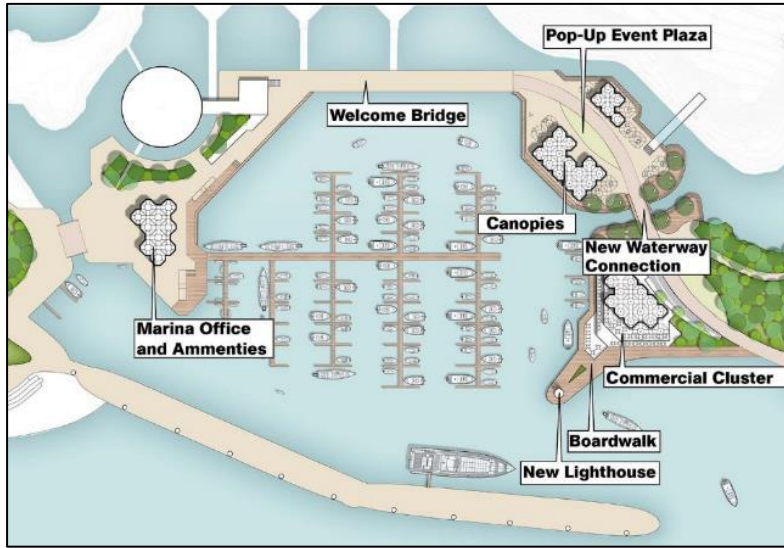 Pop-Up Event Plaza
Welcome Bridge
Canopies
New Waterway
Connection
Marina Office
and Ammenties
Commercial Cluster
Boardwalk
New Lighthouse